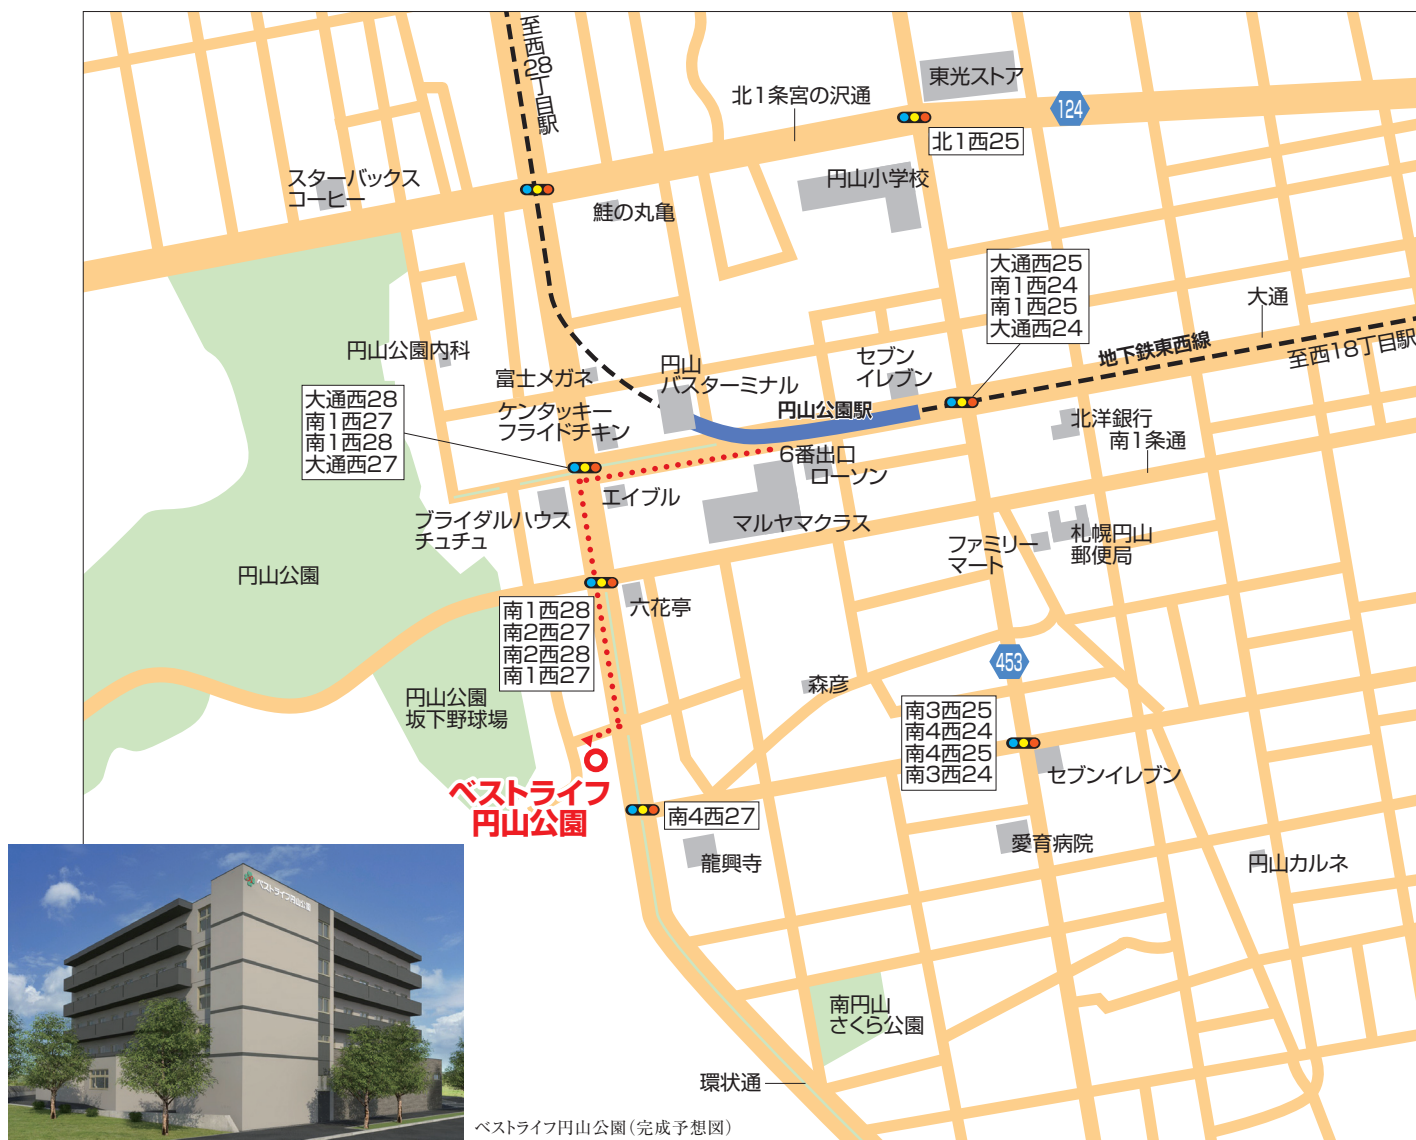 至西28丁目駅
東光ストア
北1条宮の沢通
124
北1西25
スターバックス
コーヒー
円山小学校
鮭の丸亀
大通西25
南1西24
南1西25
大通西24
大通
地下鉄東西線
至西18丁目駅
円山公園内科
富士メガネ
円山
バスターミナル
セブン
イレブン
大通西28
南1西27
南1西28
大通西27
ケンタッキー
フライドチキン
円山公園駅
北洋銀行
南1条通
6番出口
ローソン
エイブル
ブライダルハウス
チュチュ
マルヤマクラス
ファミリー
マート
札幌円山
郵便局
円山公園
六花亭
南1西28
南2西27
南2西28
南1西27
453
森彦
円山公園
坂下野球場
南3西25
南4西24
南4西25
南3西24
セブンイレブン
ベストライフ
円山公園
南4西27
龍興寺
愛育病院
円山カルネ
ベストライフ円山公園
南円山
さくら公園
環状通
ベストライフ円山公園(完成予想図)